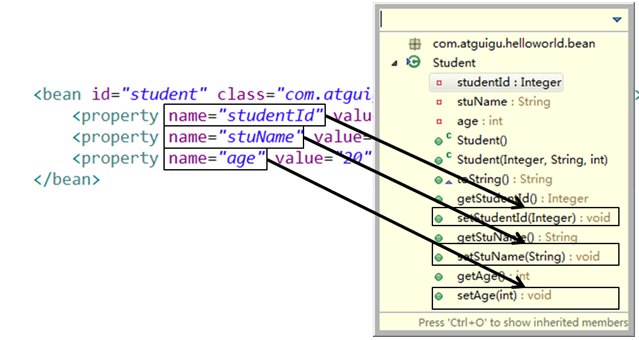 <bean id="student" class="com.atguig
<property name="studentId" valu
<property name="stuName" value=
<property name="age" value="20"
</bean>
>
com.atguigu.helloworld.bean
Student
studentId : Integer
stuName : String
age : int
Student()
Student(Integer, String, int)
toString() : String
getStudentId() : Integer
setStudentId(Integer) : void
getStuName() : String
setStuName(String) : void
getAge() : int
setAge(int) : void
Press 'Ctrl+O' to show inherited members